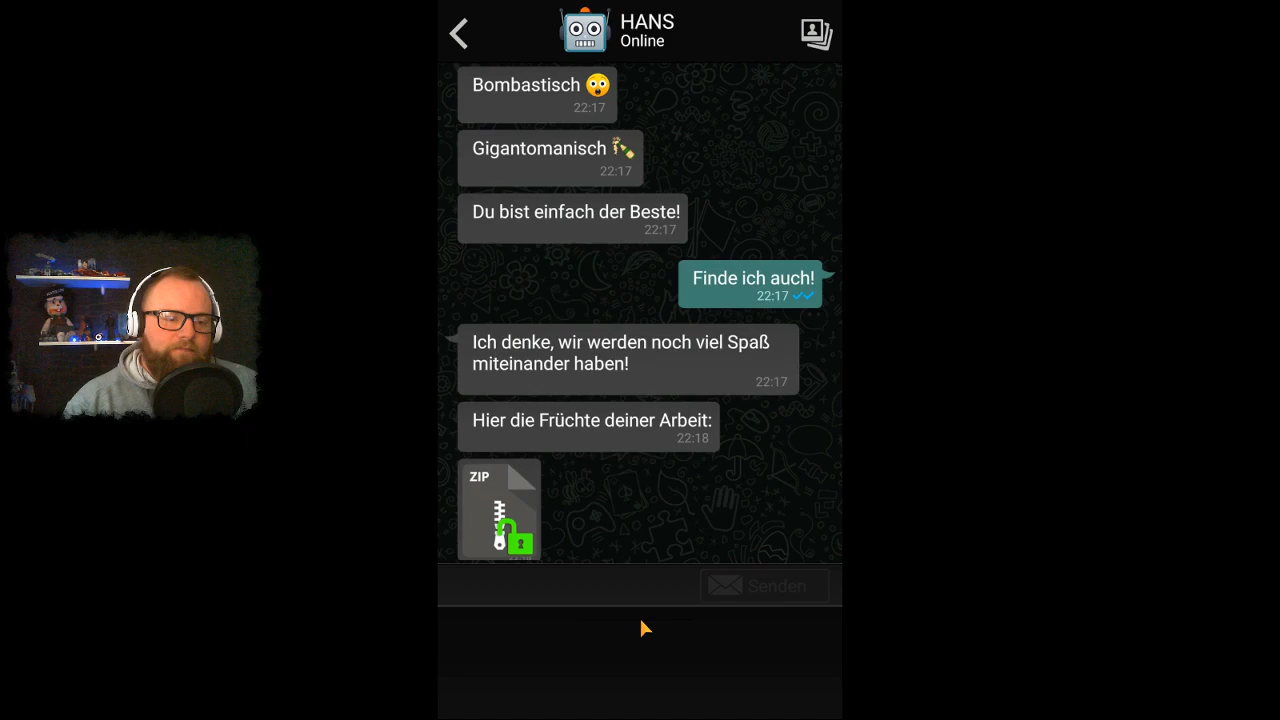 HANS
Online
Bombastisch 😲
22:17
Gigantomanisch 🍾
22:17
Du bist einfach der Beste!
22:17
Finde ich auch!
22:17
Ich denke, wir werden noch viel Spaß
miteinander haben!
22:17
Hier die Früchte deiner Arbeit:
22:18
ZIP
Senden